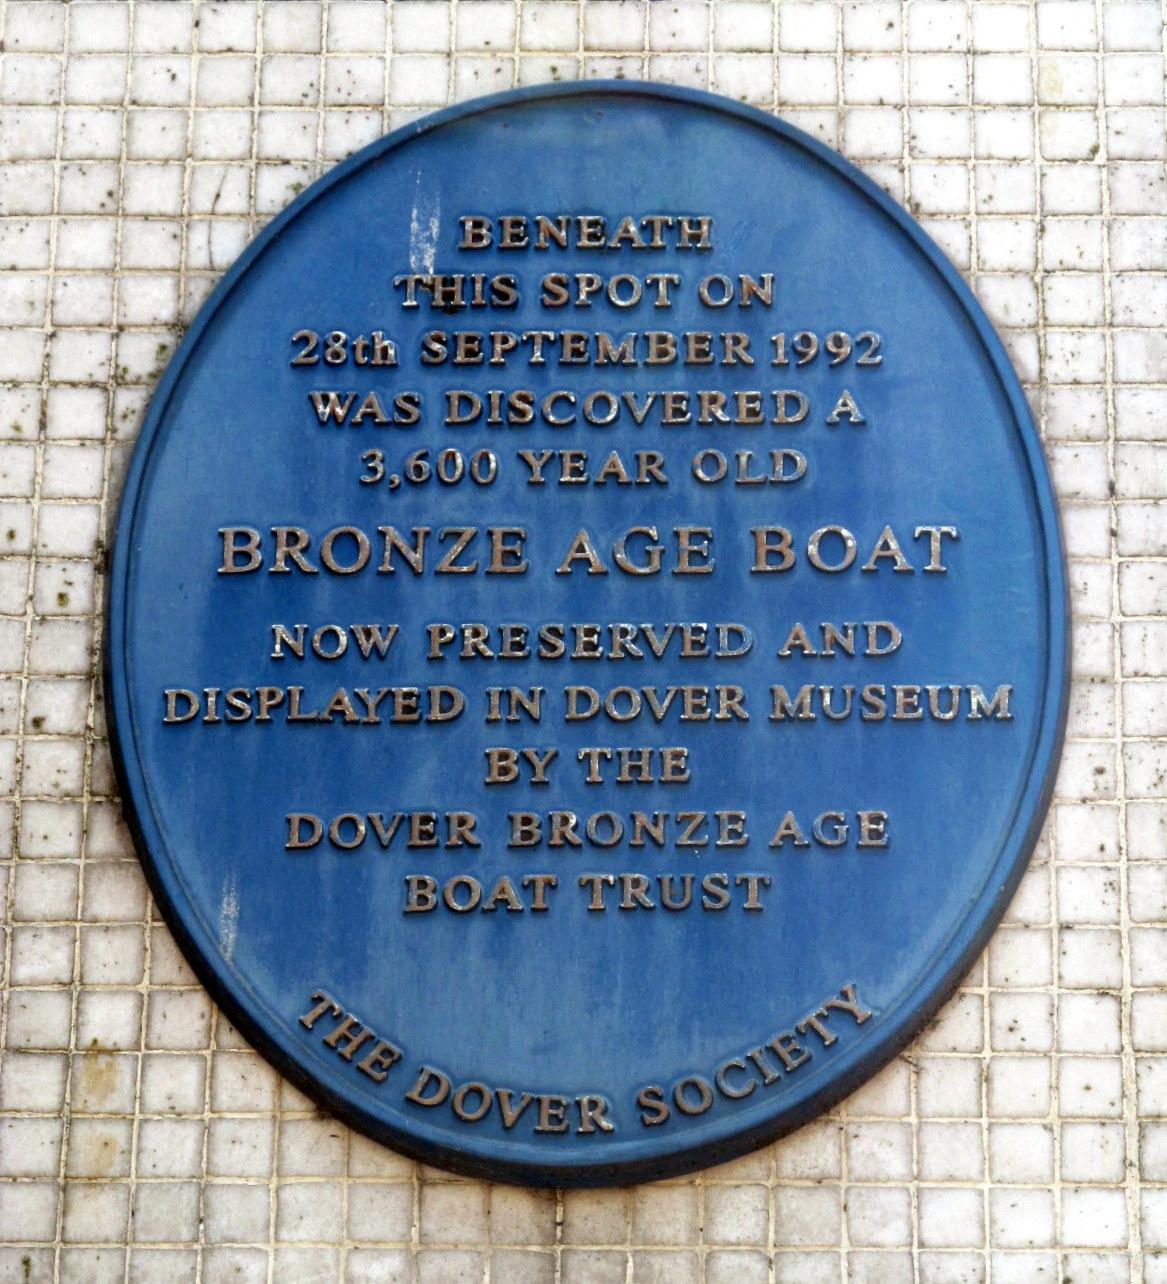 BENEATH
THIS SPOT ON
28th SEPTEMBER 1992
WAS DISCOVERED A
3,600 YEAR OLD
BRONZE AGE BOAT
NOW PRESERVED AND
DISPLAYED IN DOVER MUSEUM
BY THE
DOVER BRONZE AGE
BOAT TRUST
THE DOVER SOCIETY